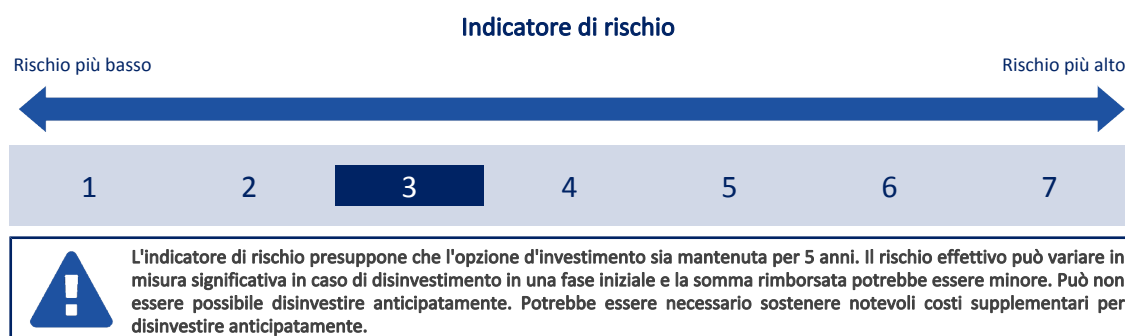 Indicatore di rischio
Rischio più basso
Rischio più alto
1 2 3 4 5 6 7
L'indicatore di rischio presuppone che l'opzione d'investimento sia mantenuta per 5 anni. Il rischio effettivo può variare in
misura significativa in caso di disinvestimento in una fase iniziale e la somma rimborsata potrebbe essere minore. Può non
essere possibile disinvestire anticipatamente. Potrebbe essere necessario sostenere notevoli costi supplementari per
disinvestire anticipatamente.